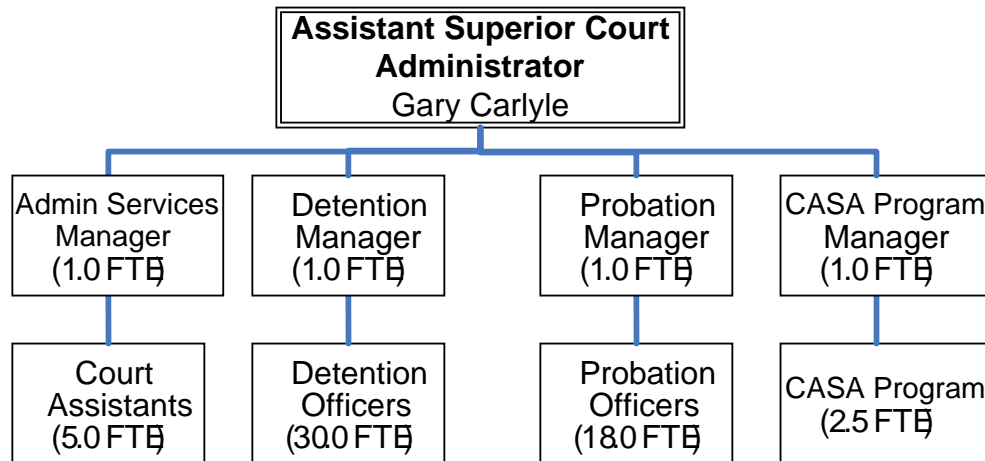 Assistant Superior Court
Administrator
Gary Carlyle
Admin Services
Manager
(1.0 FTE)
Detention
Manager
(1.0 FTE)
Probation
Manager
(1.0 FTE)
CASA Program
Manager
(1.0 FTE)
Court
Assistants
(5.0 FTE)
Detention
Officers
(30.0 FTE)
Probation
Officers
(18.0 FTE)
CASA Program
(2.5 FTE)